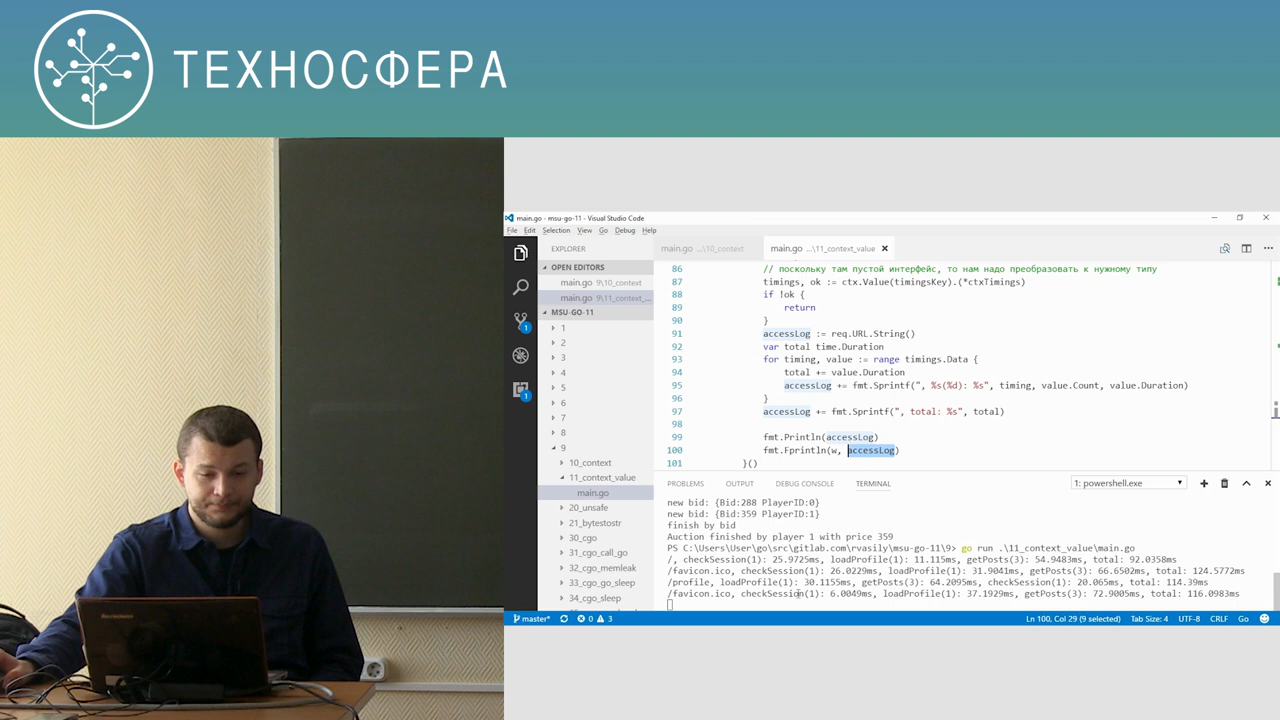 ТЕХНОСФЕРА
main.go - msu-go-11 - Visual Studio Code
File Edit Selection View Go Debug Help
EXPLORER
OPEN EDITORS
main.go 9\10_context
main.go 9\11_context_...
MSU-GO-11
1
2
3
4
5
6
7
8
9
10_context
11_context_value
main.go
20_unsafe
21_bytestostr
30_cgo
31_cgo_call_go
32_cgo_memleak
33_cgo_go_sleep
34_cgo_sleep
main.go ...\10_context
main.go ...\11_context_value
86 // поскольку там пустой интерфейс, то нам надо преобразовать к нужному типу
87 timings, ok := ctx.Value(timingsKey).(*ctxTimings)
88 if !ok {
89 return
90 }
91 accessLog := req.URL.String()
92 var total time.Duration
93 for timing, value := range timings.Data {
94 total += value.Duration
95 accessLog += fmt.Sprintf(", %s(%d): %s", timing, value.Count, value.Duration)
96 }
97 accessLog += fmt.Sprintf(", total: %s", total)
98
99 fmt.Println(accessLog)
100 fmt.Fprintln(w, accessLog)
101 }()
PROBLEMS OUTPUT DEBUG CONSOLE TERMINAL 1: powershell.exe
new bid: {Bid:288 PlayerID:0}
new bid: {Bid:359 PlayerID:1}
finish by bid
Auction finished by player 1 with price 359
PS C:\Users\User\go\src\gitlab.com\rvasily\msu-go-11\9> go run .\11_context_value\main.go
/, checkSession(1): 25.9725ms, loadProfile(1): 11.115ms, getPosts(3): 54.9483ms, total: 92.0358ms
/favicon.ico, checkSession(1): 26.0229ms, loadProfile(1): 31.9041ms, getPosts(3): 66.6502ms, total: 124.5772ms
/profile, loadProfile(1): 30.1155ms, getPosts(3): 64.2095ms, checkSession(1): 20.065ms, total: 114.39ms
/favicon.ico, checkSession(1): 6.0049ms, loadProfile(1): 37.1929ms, getPosts(3): 72.9005ms, total: 116.0983ms
master* 0 3 Ln 100, Col 29 (9 selected) Tab Size: 4 UTF-8 CRLF Go